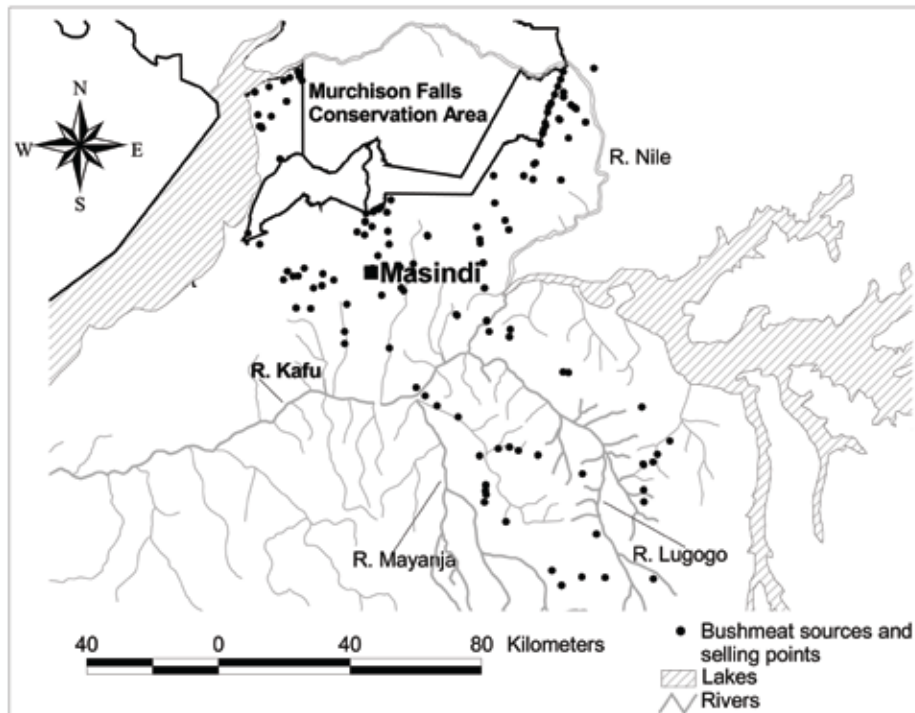 Murchison Falls
Conservation Area
N
W
E
S
R. Nile
Masindi
R. Kafu
R. Mayanja
R. Lugogo
40 0 40 80 Kilometers
Bushmeat sources and
selling points
Lakes
Rivers